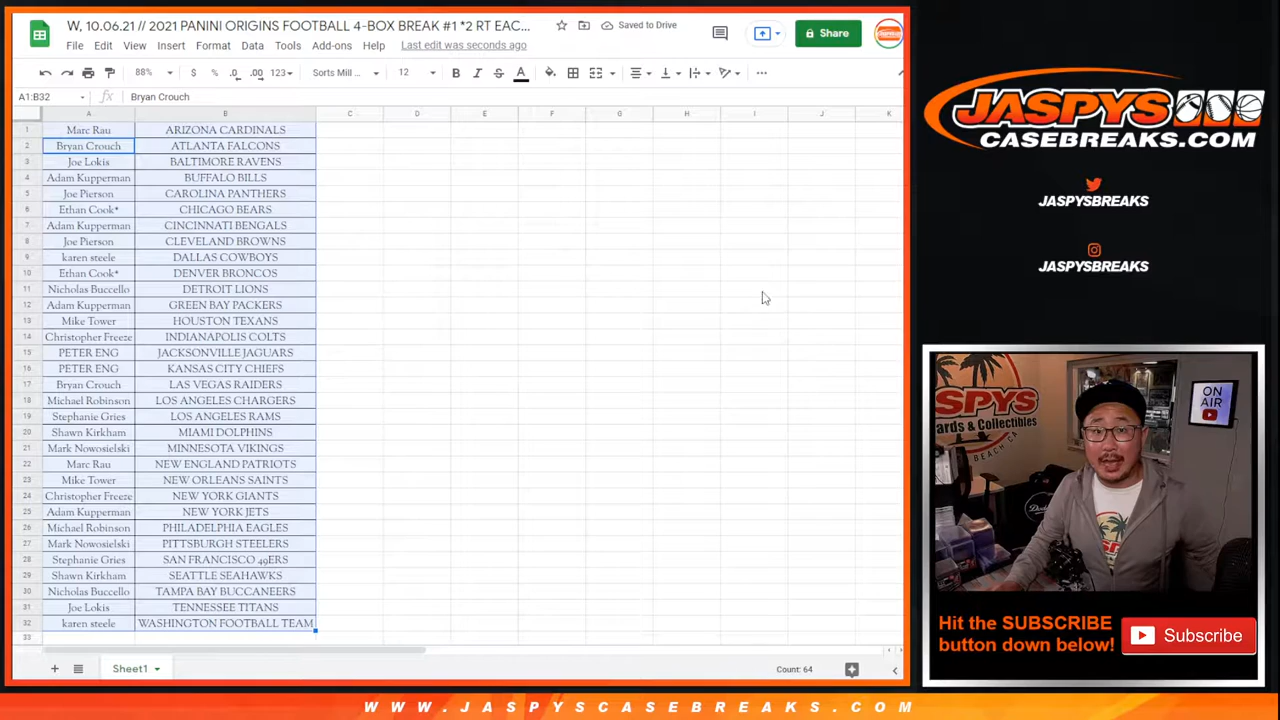 W, 10.06.21 // 2021 PANINI ORIGINS FOOTBALL 4-BOX BREAK #1 *2 RT EAC...
Saved to Drive
Share
File Edit View Insert Format Data Tools Add-ons Help Last edit was seconds ago
88% $ % .0 .00 123 Sorts Mill ... 12 B I S A
A1:B32 fx Bryan Crouch
A B C D E F G H I J K
1 Marc Rau ARIZONA CARDINALS
2 Bryan Crouch ATLANTA FALCONS
3 Joe Lokis BALTIMORE RAVENS
4 Adam Kupperman BUFFALO BILLS
5 Joe Pierson CAROLINA PANTHERS
6 Ethan Cook* CHICAGO BEARS
7 Adam Kupperman CINCINNATI BENGALS
8 Joe Pierson CLEVELAND BROWNS
9 karen steele DALLAS COWBOYS
10 Ethan Cook* DENVER BRONCOS
11 Nicholas Buccello DETROIT LIONS
12 Adam Kupperman GREEN BAY PACKERS
13 Mike Tower HOUSTON TEXANS
14 Christopher Freeze INDIANAPOLIS COLTS
15 PETER ENG JACKSONVILLE JAGUARS
16 PETER ENG KANSAS CITY CHIEFS
17 Bryan Crouch LAS VEGAS RAIDERS
18 Michael Robinson LOS ANGELES CHARGERS
19 Stephanie Gries LOS ANGELES RAMS
20 Shawn Kirkham MIAMI DOLPHINS
21 Mark Nowosielski MINNESOTA VIKINGS
22 Marc Rau NEW ENGLAND PATRIOTS
23 Mike Tower NEW ORLEANS SAINTS
24 Christopher Freeze NEW YORK GIANTS
25 Adam Kupperman NEW YORK JETS
26 Michael Robinson PHILADELPHIA EAGLES
27 Mark Nowosielski PITTSBURGH STEELERS
28 Stephanie Gries SAN FRANCISCO 49ERS
29 Shawn Kirkham SEATTLE SEAHAWKS
30 Nicholas Buccello TAMPA BAY BUCCANEERS
31 Joe Lokis TENNESSEE TITANS
32 karen steele WASHINGTON FOOTBALL TEAM
33
Sheet1
Count: 64
JASPYS
CASEBREAKS.COM
JASPYSBREAKS
JASPYSBREAKS
ON
AIR
Hit the SUBSCRIBE
button down below!
Subscribe
WWW.JASPYSCASEBREAKS.COM